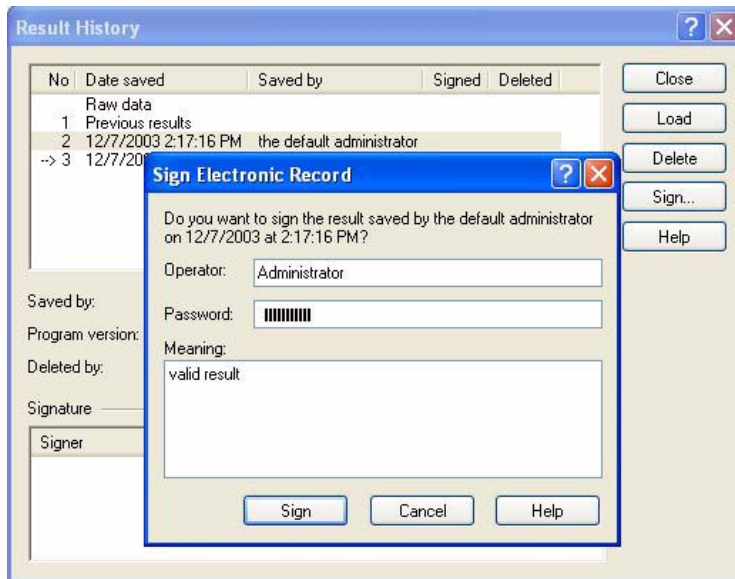 Result History
No Date saved Saved by Signed Deleted
Raw data
1 Previous results
2 12/7/2003 2:17:16 PM the default administrator
--> 3
Close
Load
Delete
Sign...
Help
Saved by:
Program version:
Deleted by:
Signature
Signer
Sign Electronic Record
Do you want to sign the result saved by the default administrator
on 12/7/2003 at 2:17:16 PM?
Operator: Administrator
Password:
Meaning:
valid result
Sign Cancel Help